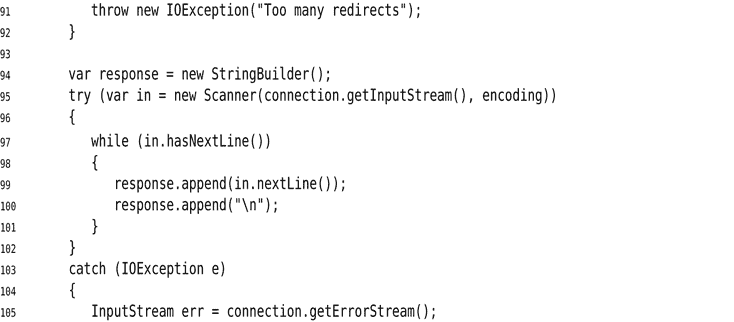 91 throw new IOException("Too many redirects");
92 }
93
94 var response = new StringBuilder();
95 try (var in = new Scanner(connection.getInputStream(), encoding))
96 {
97 while (in.hasNextLine())
98 {
99 response.append(in.nextLine());
100 response.append("\n");
101 }
102 }
103 catch (IOException e)
104 {
105 InputStream err = connection.getErrorStream();